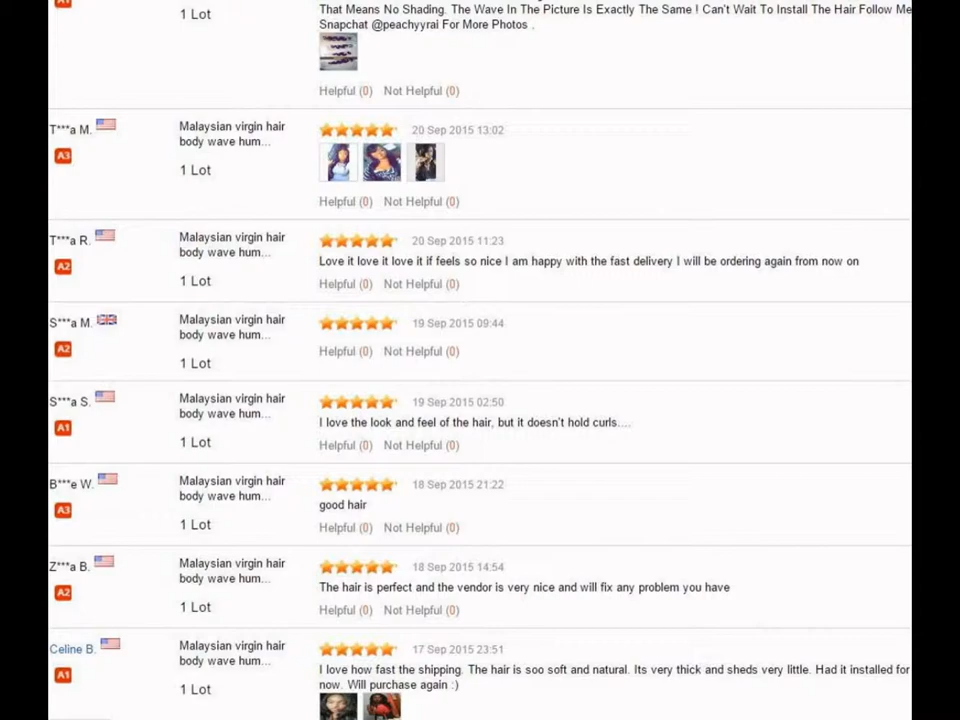 A1
1 Lot
That Means No Shading. The Wave In The Picture Is Exactly The Same ! Can't Wait To Install The Hair Follow Me
Snapchat @peachyyrai For More Photos .
Helpful (0) Not Helpful (0)
T***a M.
A3
Malaysian virgin hair
body wave hum...
1 Lot
20 Sep 2015 13:02
Helpful (0) Not Helpful (0)
T***a R.
A2
Malaysian virgin hair
body wave hum...
1 Lot
20 Sep 2015 11:23
Love it love it love it if feels so nice I am happy with the fast delivery I will be ordering again from now on
Helpful (0) Not Helpful (0)
S***a M.
A2
Malaysian virgin hair
body wave hum...
1 Lot
19 Sep 2015 09:44
Helpful (0) Not Helpful (0)
S***a S.
A1
Malaysian virgin hair
body wave hum...
1 Lot
19 Sep 2015 02:50
I love the look and feel of the hair, but it doesn't hold curls....
Helpful (0) Not Helpful (0)
B***e W.
A3
Malaysian virgin hair
body wave hum...
1 Lot
18 Sep 2015 21:22
good hair
Helpful (0) Not Helpful (0)
Z***a B.
A2
Malaysian virgin hair
body wave hum...
1 Lot
18 Sep 2015 14:54
The hair is perfect and the vendor is very nice and will fix any problem you have
Helpful (0) Not Helpful (0)
Celine B.
A1
Malaysian virgin hair
body wave hum...
1 Lot
17 Sep 2015 23:51
I love how fast the shipping. The hair is soo soft and natural. Its very thick and sheds very little. Had it installed for
now. Will purchase again :)